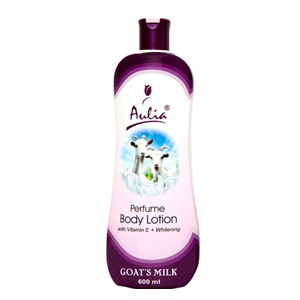 Aulia®
Perfume
Body Lotion
with Vitamin E + Whitening
GOAT'S MILK
600 ml